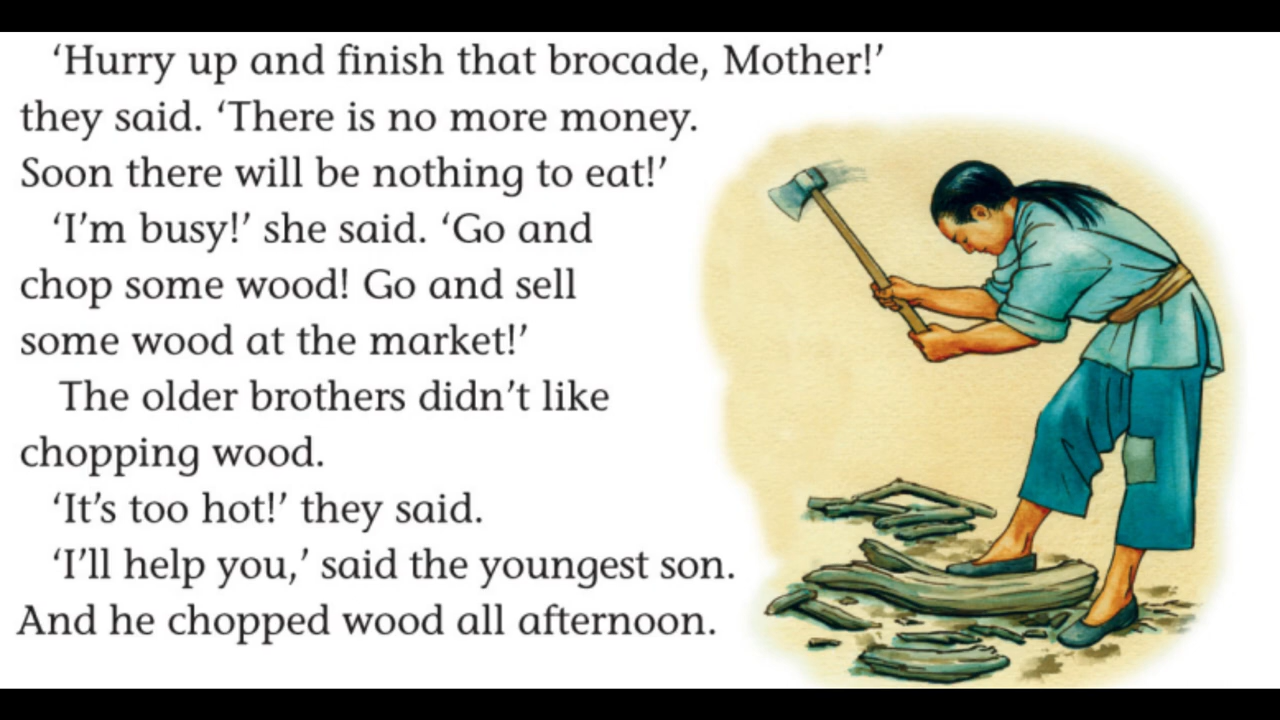 ‘Hurry up and finish that brocade, Mother!’
they said. ‘There is no more money.
Soon there will be nothing to eat!’
‘I’m busy!’ she said. ‘Go and
chop some wood! Go and sell
some wood at the market!’
The older brothers didn’t like
chopping wood.
‘It’s too hot!’ they said.
‘I’ll help you,’ said the youngest son.
And he chopped wood all afternoon.